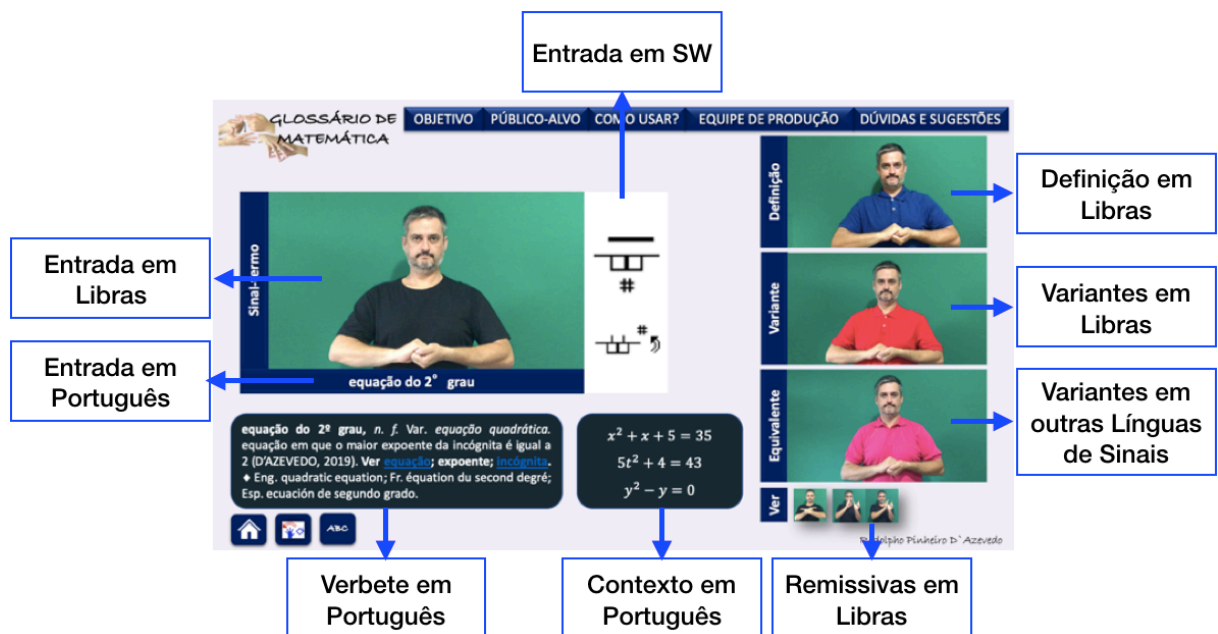 Entrada em SW
GLOSSÁRIO DE
MATEMÁTICA
OBJETIVO
PÚBLICO-ALVO
COMO USAR?
EQUIPE DE PRODUÇÃO
DÚVIDAS E SUGESTÕES
Entrada em
Libras
Entrada em
Português
Sinal-termo
equação do 2° grau
#
#
Definição
Variante
Equivalente
Ver
Definição em
Libras
Variantes em
Libras
Variantes em
outras Línguas
de Sinais
equação do 2º grau, n. f. Var. equação quadrática.
equação em que o maior expoente da incógnita é igual a
2 (D'AZEVEDO, 2019). Ver equação; expoente; incógnita.
♦ Eng. quadratic equation; Fr. équation du second degré;
Esp. ecuación de segundo grado.
x² + x + 5 = 35
5t² + 4 = 43
y² − y = 0
ABC
Rodolpho Pinheiro D`Azevedo
Verbete em
Português
Contexto em
Português
Remissivas em
Libras